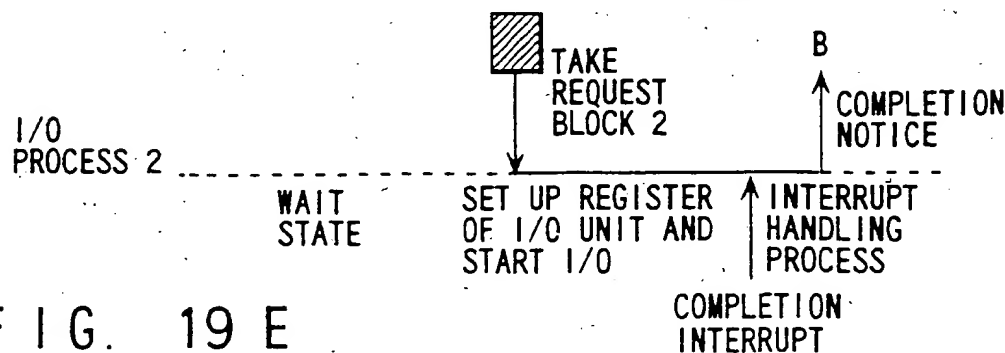 B
TAKE
REQUEST
BLOCK 2
COMPLETION
NOTICE
I/O
PROCESS 2
WAIT
STATE
SET UP REGISTER
OF I/O UNIT AND
START I/O
INTERRUPT
HANDLING
PROCESS
COMPLETION
INTERRUPT
FIG. 19 E